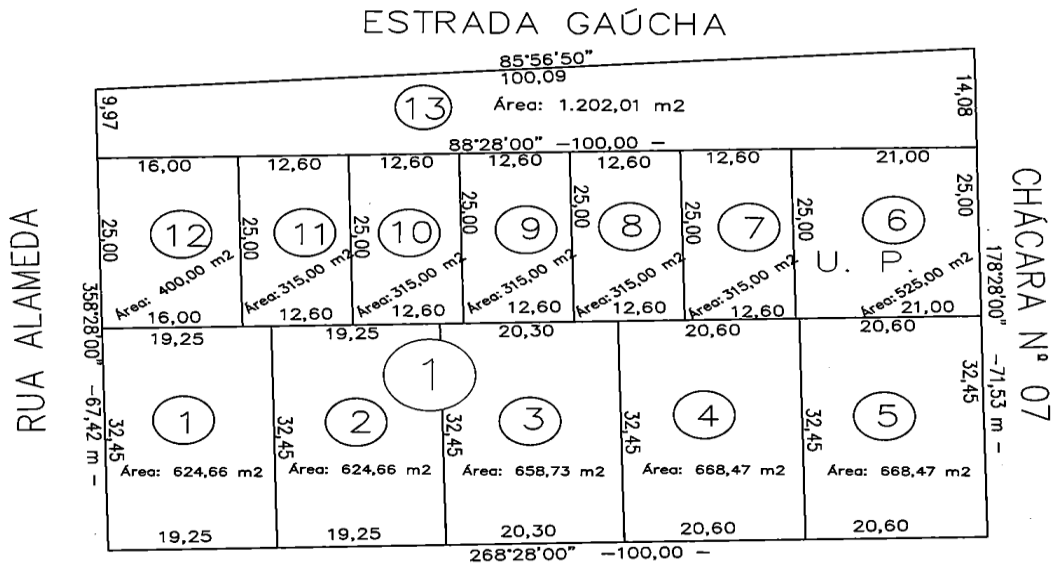 ESTRADA GAÚCHA
85°56'50"
100,09
9,97
13
Área: 1.202,01 m2
14,08
88°28'00" -100,00 -
16,00
12,60
12,60
12,60
12,60
12,60
21,00
25,00
12
25,00
11
25,00
10
25,00
9
25,00
8
25,00
7
25,00
6
25,00
U. P.
Área: 400,00 m2
Área: 315,00 m2
Área: 315,00 m2
Área: 315,00 m2
Área: 315,00 m2
Área: 315,00 m2
Área: 525,00 m2
16,00
12,60
12,60
12,60
12,60
12,60
21,00
RUA ALAMEDA
358°28'00" -67,42 m -
CHÁCARA Nº 07
178°28'00" -71,53 m -
19,25
19,25
20,30
20,60
20,60
1
32,45
1
32,45
2
32,45
3
32,45
4
32,45
5
32,45
Área: 624,66 m2
Área: 624,66 m2
Área: 658,73 m2
Área: 668,47 m2
Área: 668,47 m2
19,25
19,25
20,30
20,60
20,60
268°28'00" -100,00 -